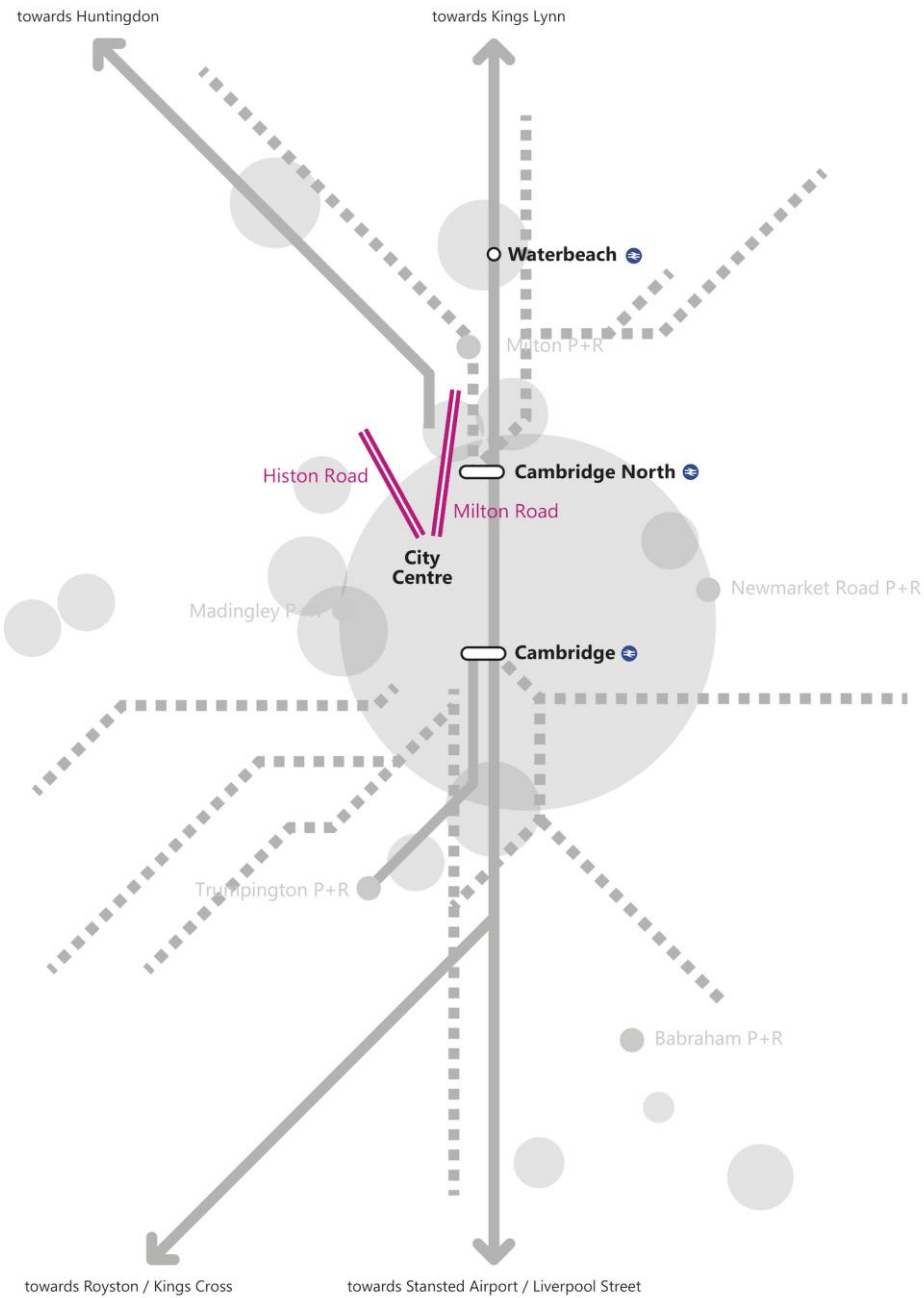 towards Huntingdon
towards Kings Lynn
Waterbeach
Milton P+R
Histon Road
Cambridge North
Milton Road
City
Centre
Newmarket Road P+R
Madingley P+R
Cambridge
Trumpington P+R
Babraham P+R
towards Royston / Kings Cross
towards Stansted Airport / Liverpool Street